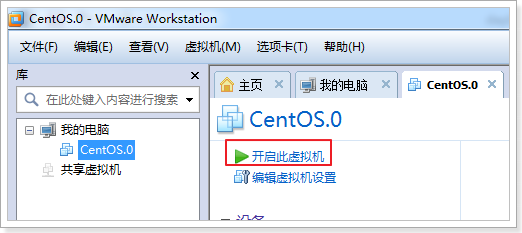 CentOS.0 - VMware Workstation
文件(F) 编辑(E) 查看(V) 虚拟机(M) 选项卡(T) 帮助(H)
库
在此处键入内容进行搜索
我的电脑
CentOS.0
共享虚拟机
主页 我的电脑 CentOS.0
CentOS.0
开启此虚拟机
编辑虚拟机设置
设备